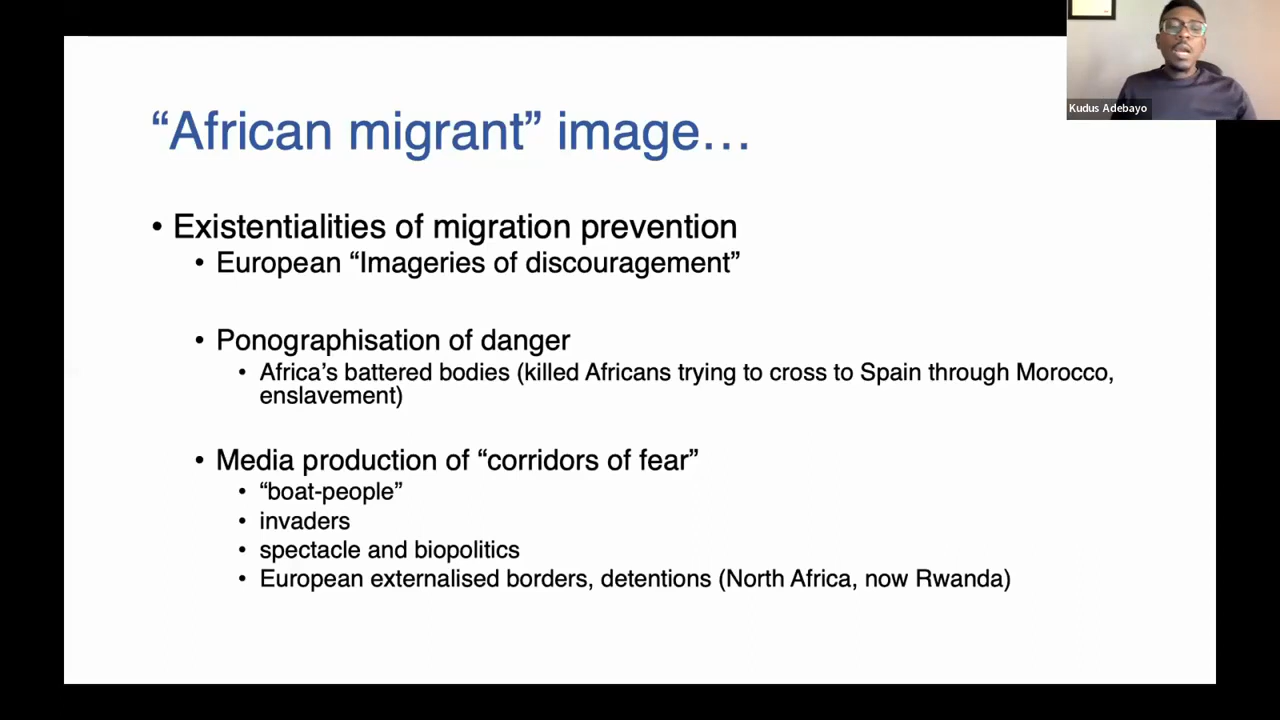 “African migrant” image…
• Existentialities of migration prevention
• European “Imageries of discouragement”
• Ponographisation of danger
• Africa’s battered bodies (killed Africans trying to cross to Spain through Morocco,
enslavement)
• Media production of “corridors of fear”
• “boat-people”
• invaders
• spectacle and biopolitics
• European externalised borders, detentions (North Africa, now Rwanda)
Kudus Adebayo